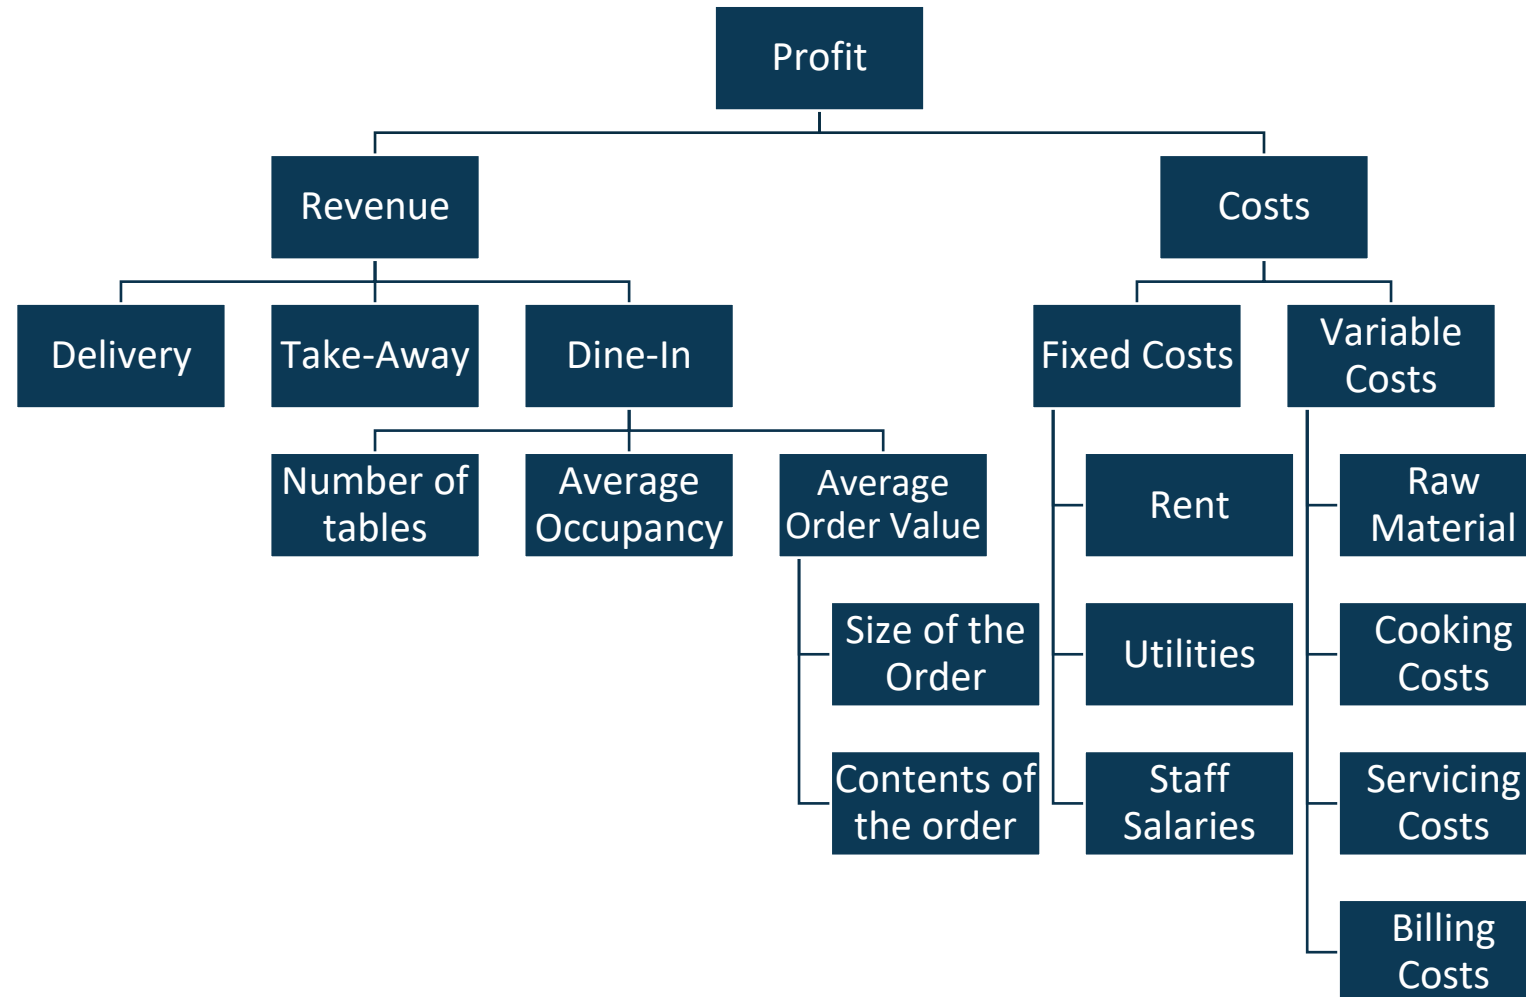 Profit
Revenue
Costs
Delivery
Take-Away
Dine-In
Fixed Costs
Variable
Costs
Number of
tables
Average
Occupancy
Average
Order Value
Rent
Raw
Material
Size of the
Order
Utilities
Cooking
Costs
Contents of
the order
Staff
Salaries
Servicing
Costs
Billing
Costs